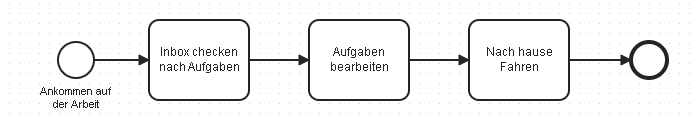 Inbox checken
nach Aufgaben
Aufgaben
bearbeiten
Nach hause
Fahren
Ankommen auf
der Arbeit